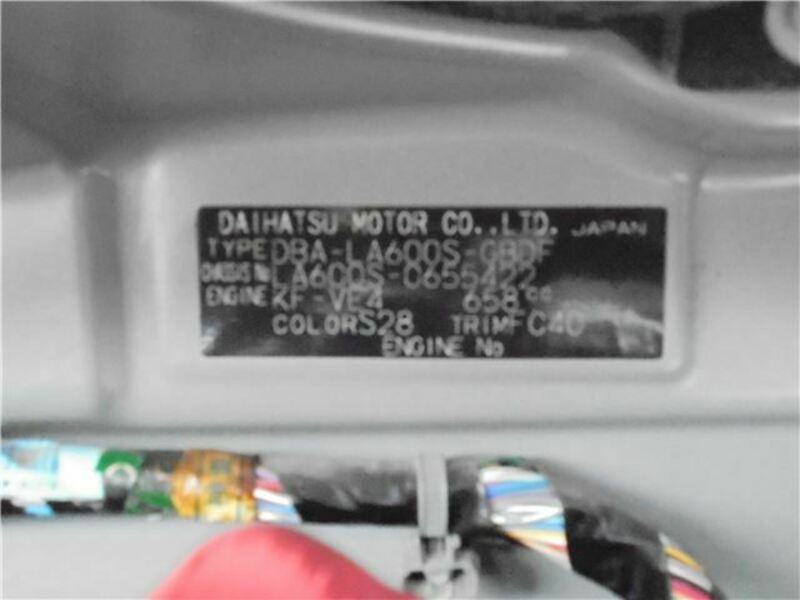 DAIHATSU MOTOR CO.,LTD. JAPAN
TYPE DBA-LA600S-GBDF
CHASSIS No LA600S-0655422
ENGINE KF-VE4 658cc
COLOR S28 TRIM FC40
ENGINE No